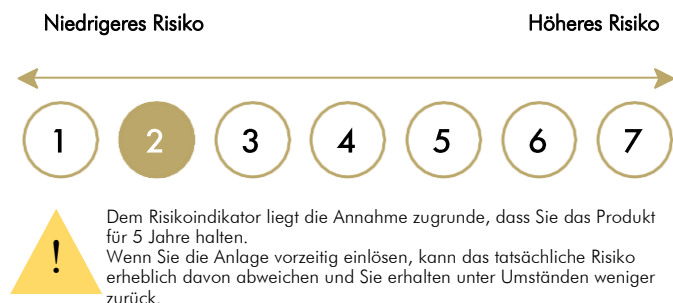 Niedrigeres Risiko Höheres Risiko
1 2 3 4 5 6 7
Dem Risikoindikator liegt die Annahme zugrunde, dass Sie das Produkt
für 5 Jahre halten.
! Wenn Sie die Anlage vorzeitig einlösen, kann das tatsächliche Risiko
erheblich davon abweichen und Sie erhalten unter Umständen weniger
zurück.